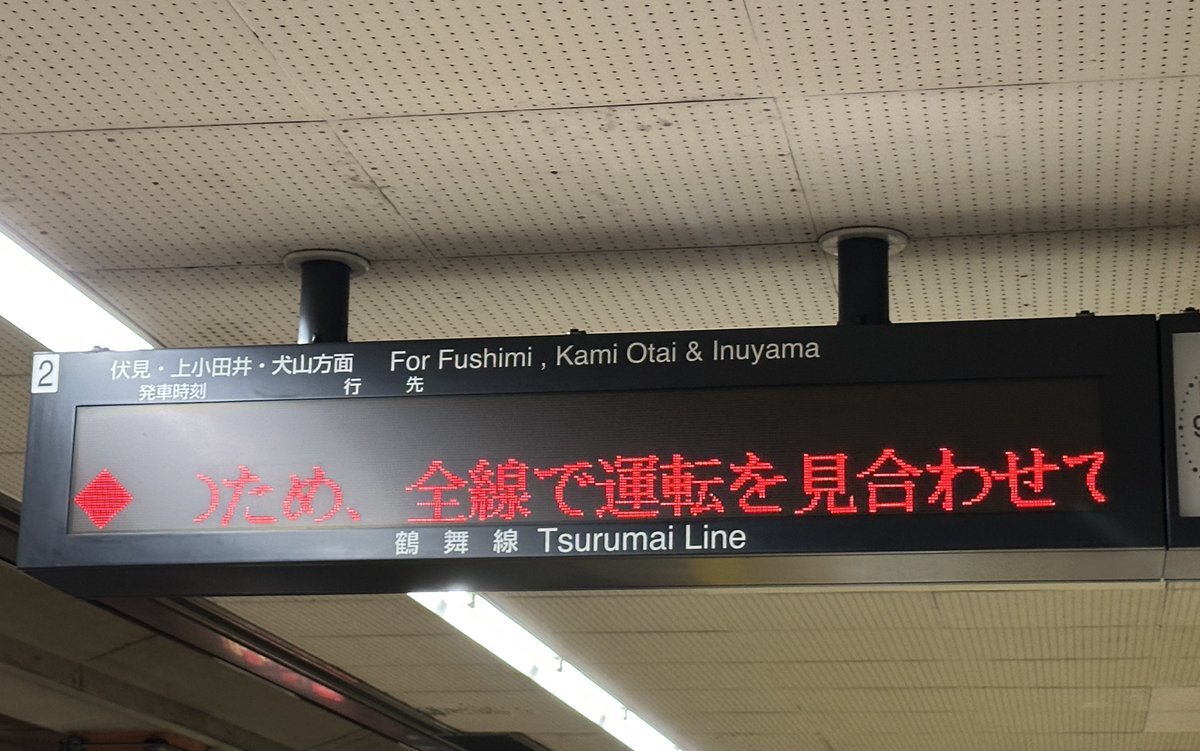 2
伏見・上小田井・犬山方面 For Fushimi , Kami Otai & Inuyama
発車時刻 行先
ため、 全線で運転を見合わせて
鶴舞線 Tsurumai Line